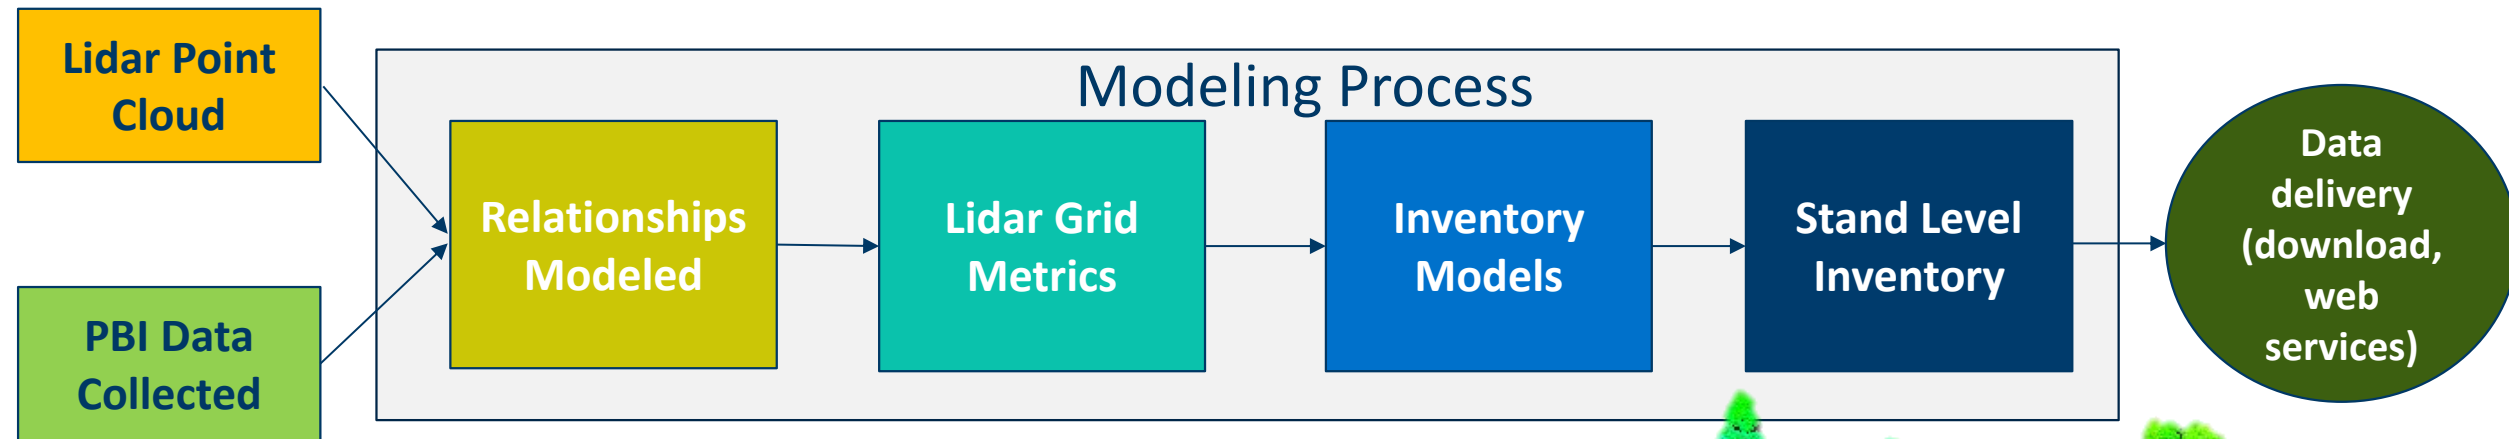 Lidar Point
Cloud
PBI Data
Collected
Modeling Process
Relationships
Modeled
Lidar Grid
Metrics
Inventory
Models
Stand Level
Inventory
Data
delivery
(download,
web
services)